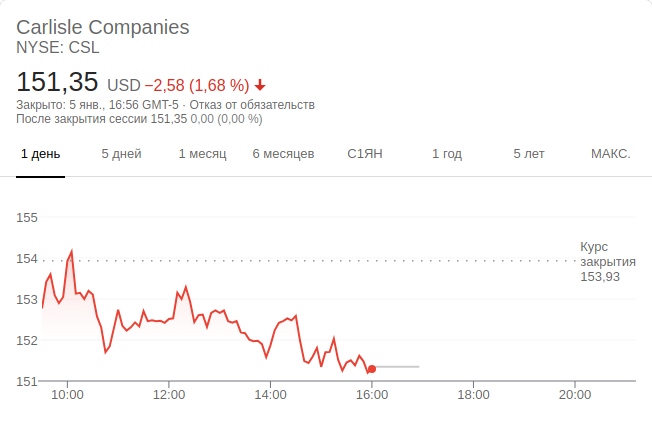 Carlisle Companies
NYSE: CSL
151,35 USD −2,58 (1,68 %)
Закрыто: 5 янв., 16:56 GMT-5 · Отказ от обязательств
После закрытия сессии 151,35 0,00 (0,00 %)
1 день 5 дней 1 месяц 6 месяцев С1ЯН 1 год 5 лет МАКС.
155
Курс
154 закрытия
153,93
153
152
151
10:00 12:00 14:00 16:00 18:00 20:00